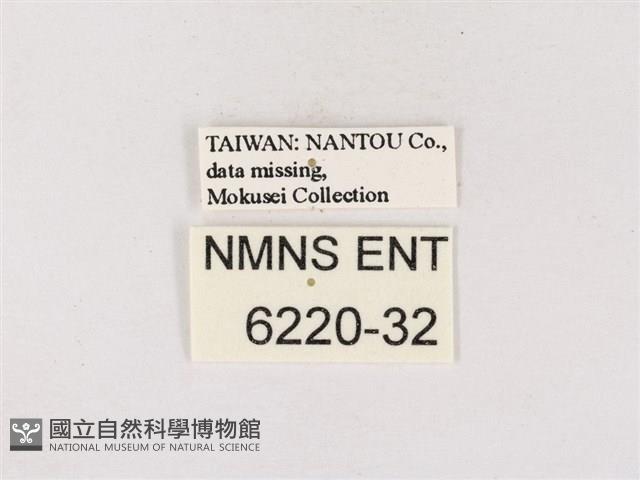 TAIWAN: NANTOU Co.,
data missing,
Mokusei Collection
NMNS ENT
6220-32
國立自然科學博物館
NATIONAL MUSEUM OF NATURAL SCIENCE